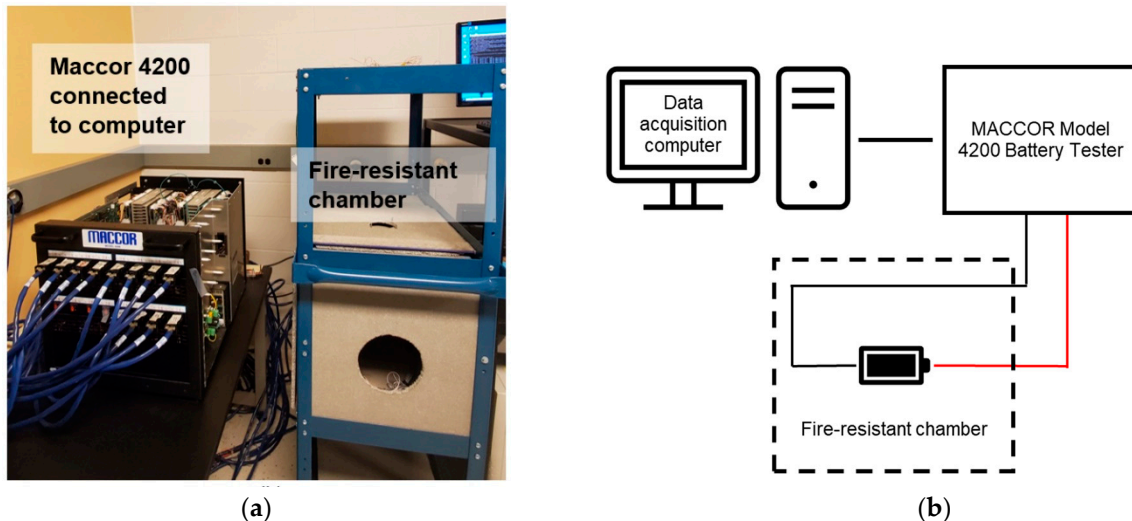 Maccor 4200
connected
to computer
Fire-resistant
chamber
MACCOR
Data
acquisition
computer
MACCOR Model
4200 Battery Tester
Fire-resistant chamber
(a)
(b)